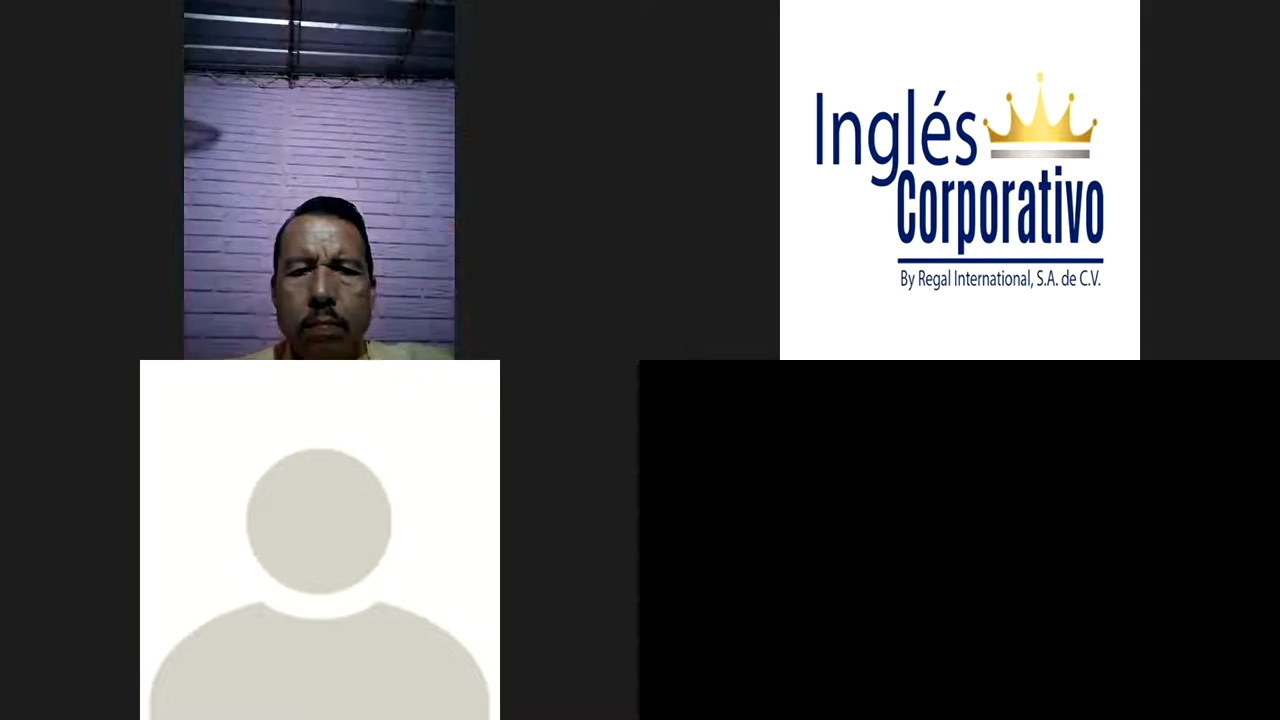 Inglés
Corporativo
By Regal International, S.A. de C.V.